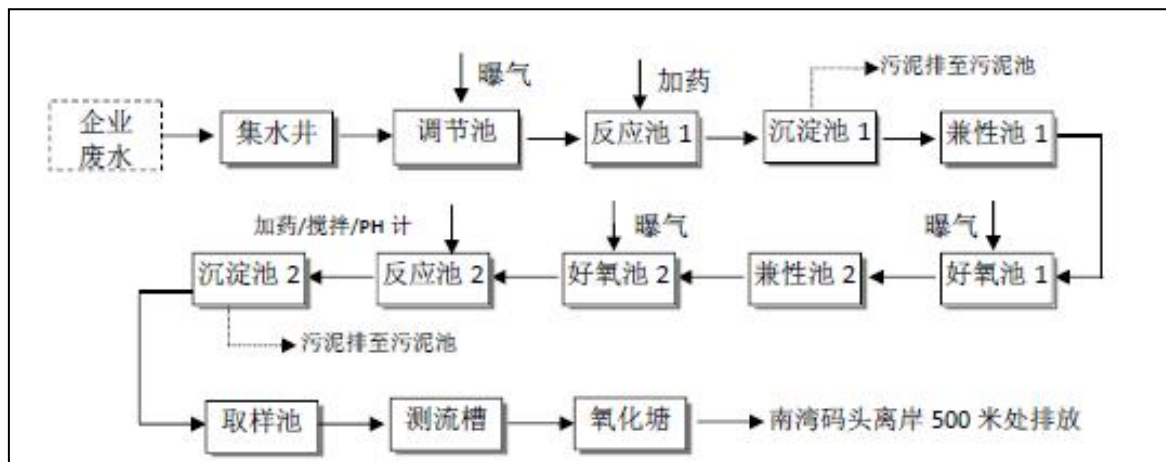 曝气
加药
污泥排至污泥池
企业
废水
集水井
调节池
反应池 1
沉淀池 1
兼性池 1
加药/搅拌/PH 计
曝气
曝气
沉淀池 2
反应池 2
好氧池 2
兼性池 2
好氧池 1
污泥排至污泥池
取样池
测流槽
氧化塘
南湾码头离岸 500 米处排放